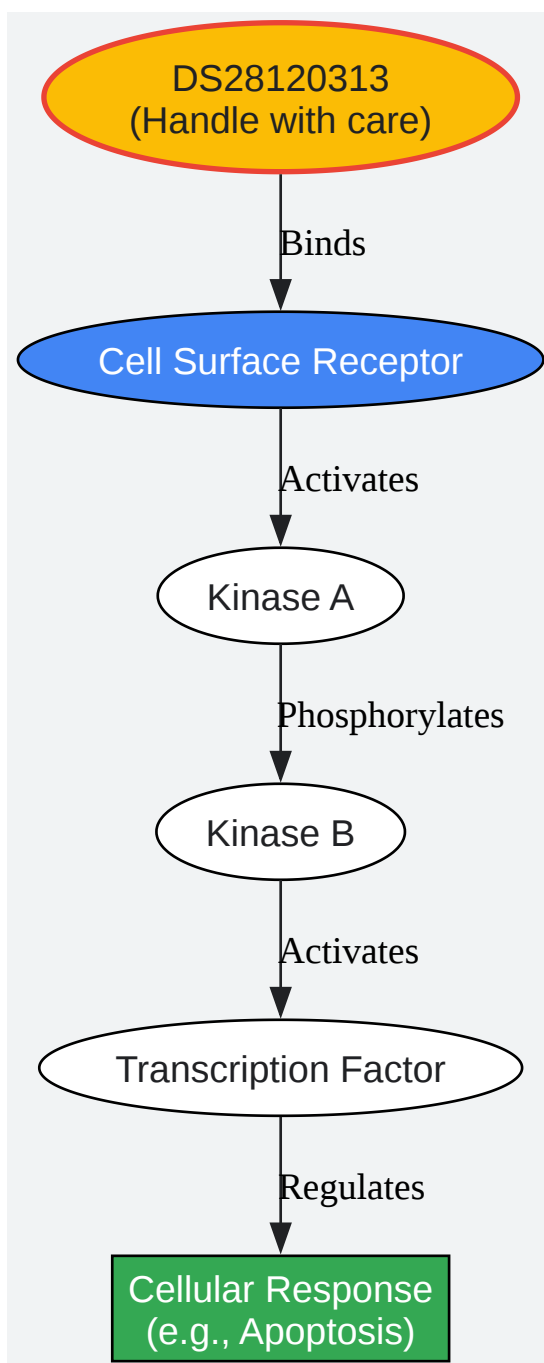 DS28120313
(Handle with care)
Binds
Cell Surface Receptor
Activates
Kinase A
Phosphorylates
Kinase B
Activates
Transcription Factor
Regulates
Cellular Response
(e.g., Apoptosis)